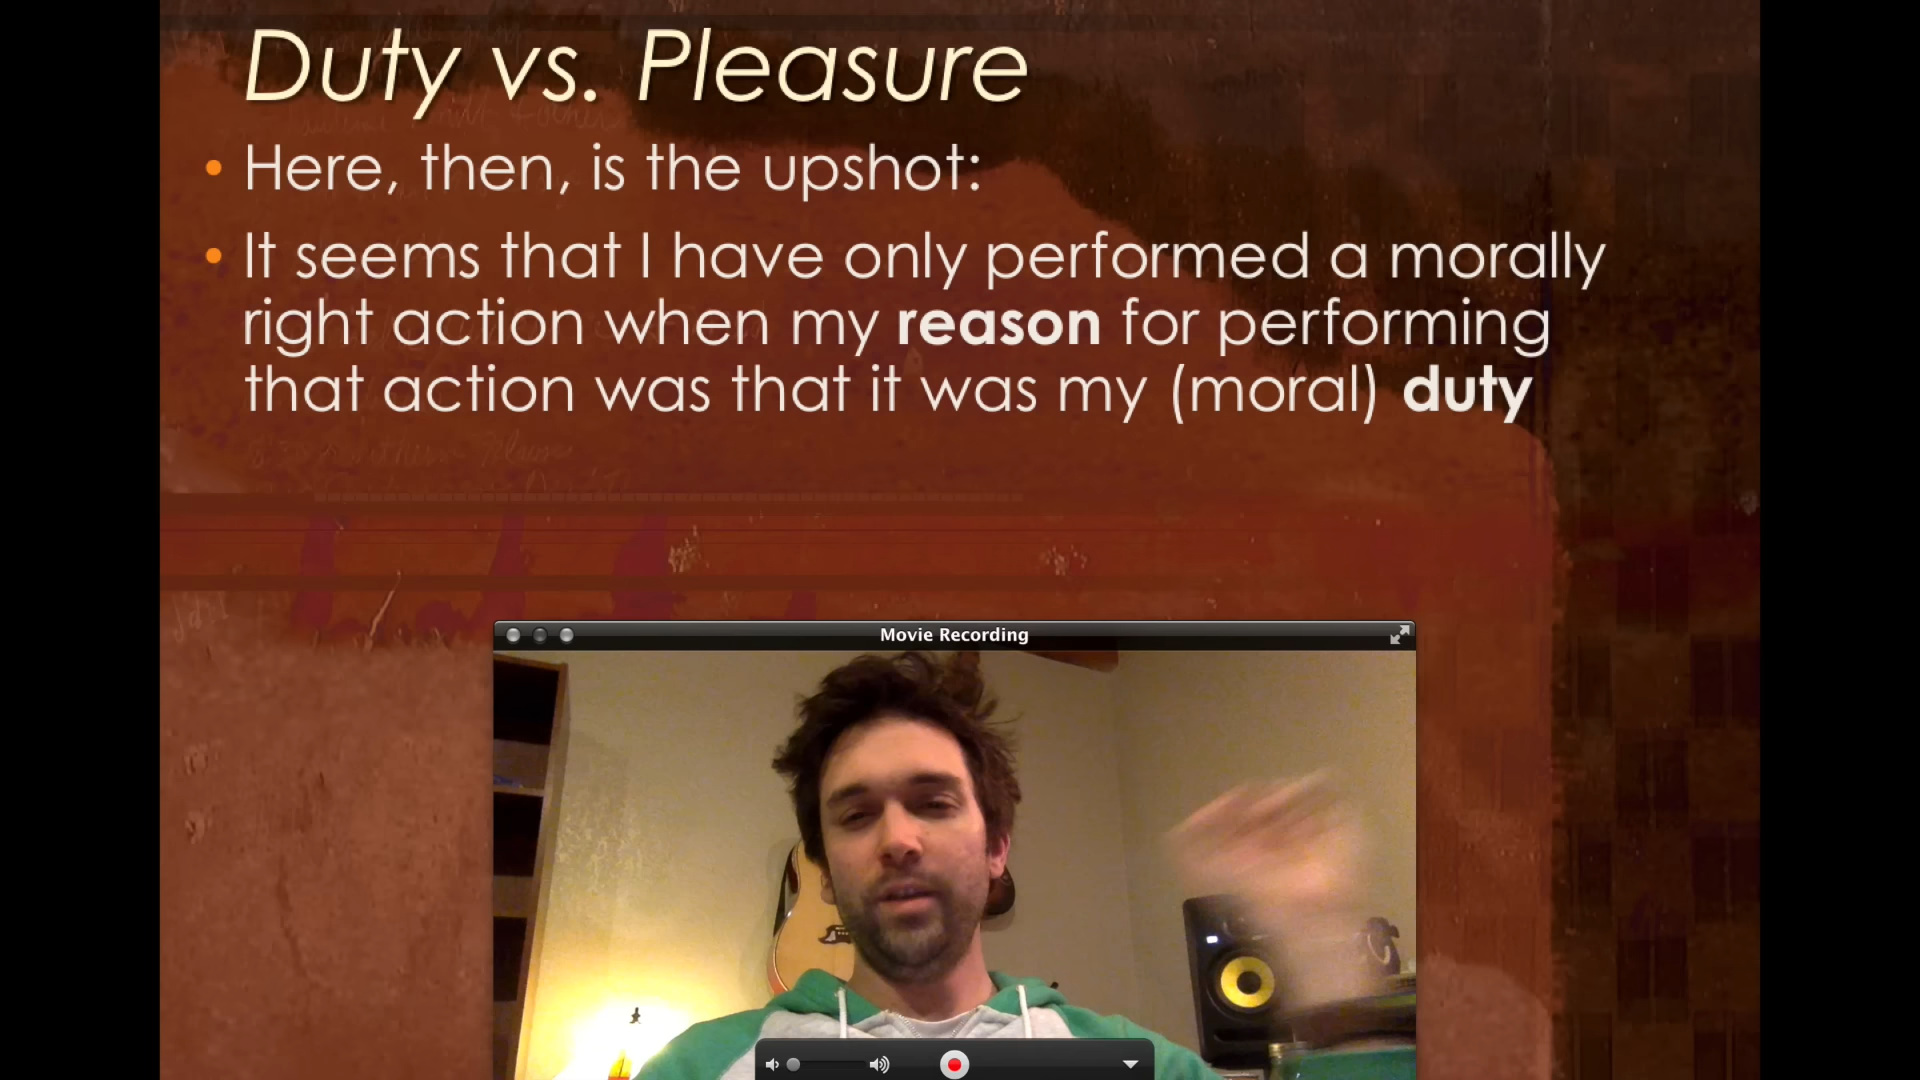 Duty vs. Pleasure
• Here, then, is the upshot:
• It seems that I have only performed a morally
right action when my reason for performing
that action was that it was my (moral) duty
Movie Recording